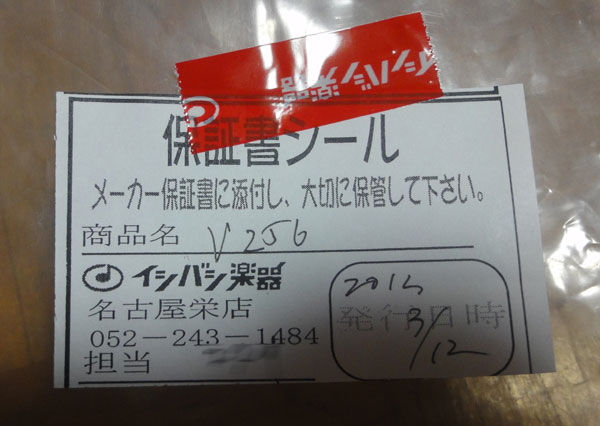 イシバシ楽器
保証書シール
メーカー保証書に添付し、大切に保管して下さい。
商品名 V256
イシバシ楽器
名古屋栄店
052-243-1484
担当
発行日時
3/12